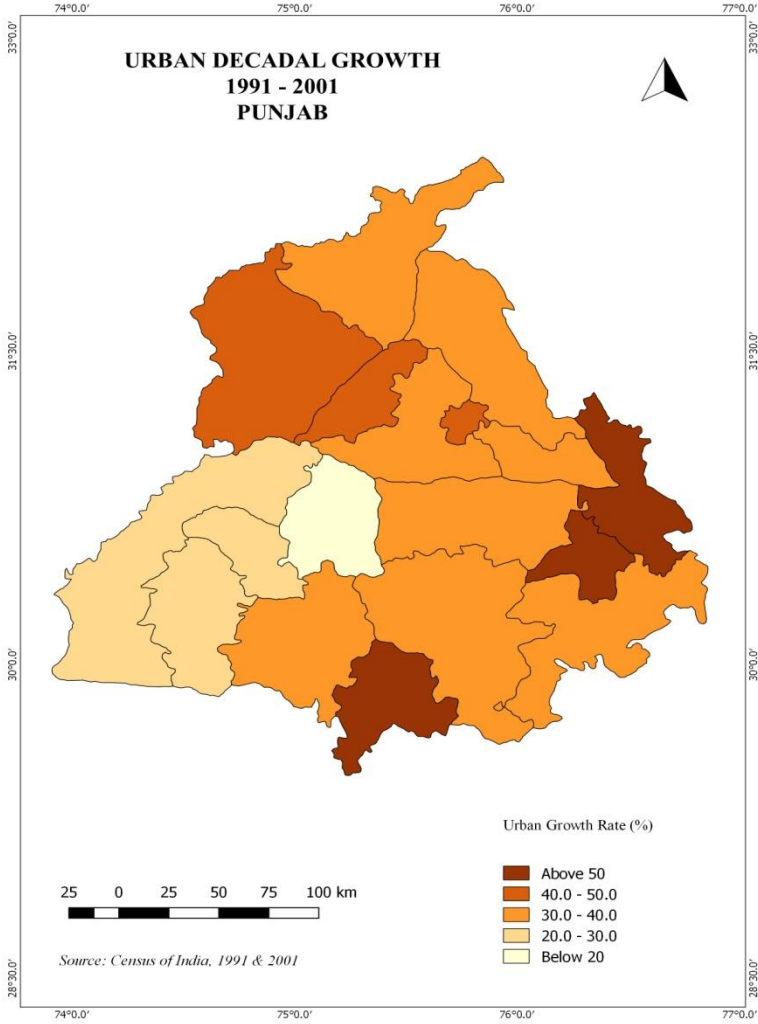 74°0.0' 75°0.0' 76°0.0' 77°0.0'
33°0.0' 33°0.0'
URBAN DECADAL GROWTH
1991 - 2001
PUNJAB
31°30.0' 31°30.0'
30°0.0' 30°0.0'
Urban Growth Rate (%)
Above 50
40.0 - 50.0
30.0 - 40.0
20.0 - 30.0
Below 20
25 0 25 50 75 100 km
Source: Census of India, 1991 & 2001
28°30.0' 28°30.0'
74°0.0' 75°0.0' 76°0.0' 77°0.0'